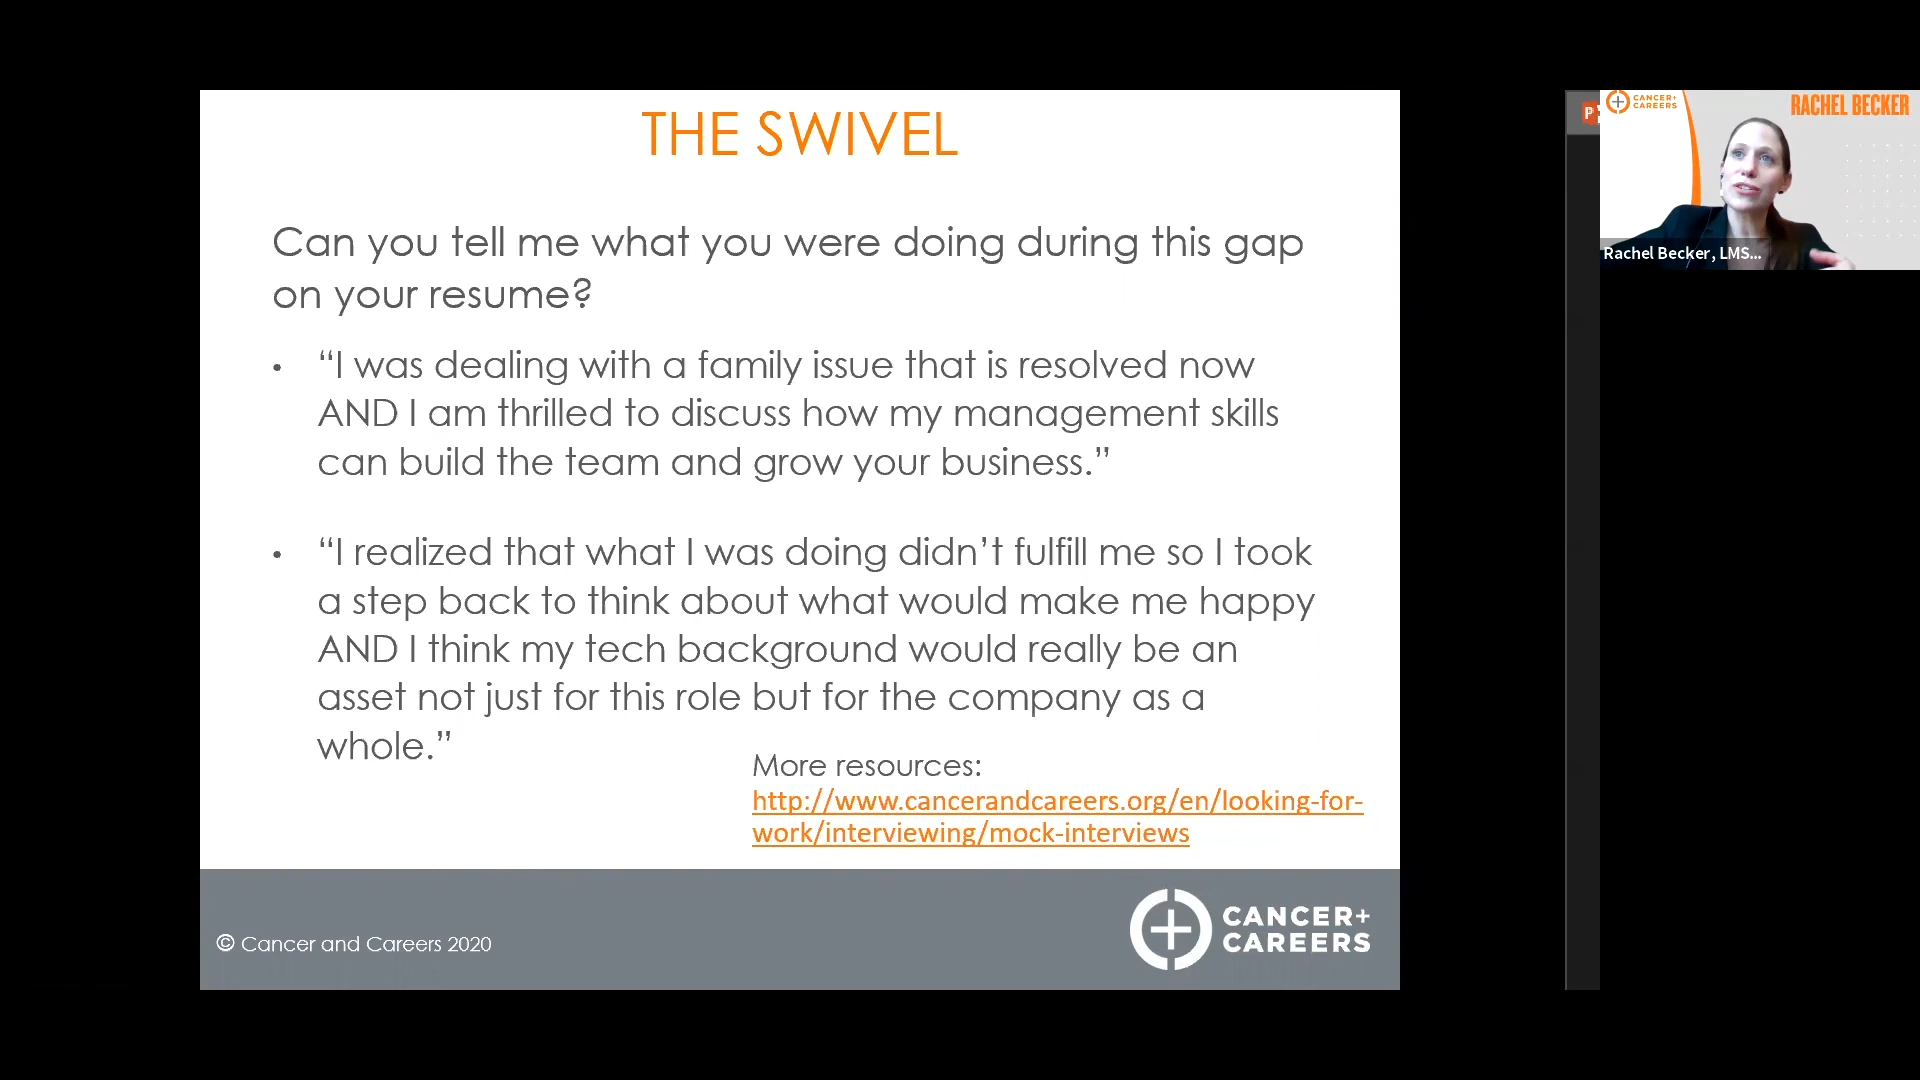 THE SWIVEL
Can you tell me what you were doing during this gap
on your resume?
• “I was dealing with a family issue that is resolved now
AND I am thrilled to discuss how my management skills
can build the team and grow your business.”
• “I realized that what I was doing didn’t fulfill me so I took
a step back to think about what would make me happy
AND I think my tech background would really be an
asset not just for this role but for the company as a
whole.”
More resources:
http://www.cancerandcareers.org/en/looking-for-
work/interviewing/mock-interviews
© Cancer and Careers 2020
CANCER+
CAREERS
CANCER+
CAREERS
RACHEL BECKER
Rachel Becker, LMS...